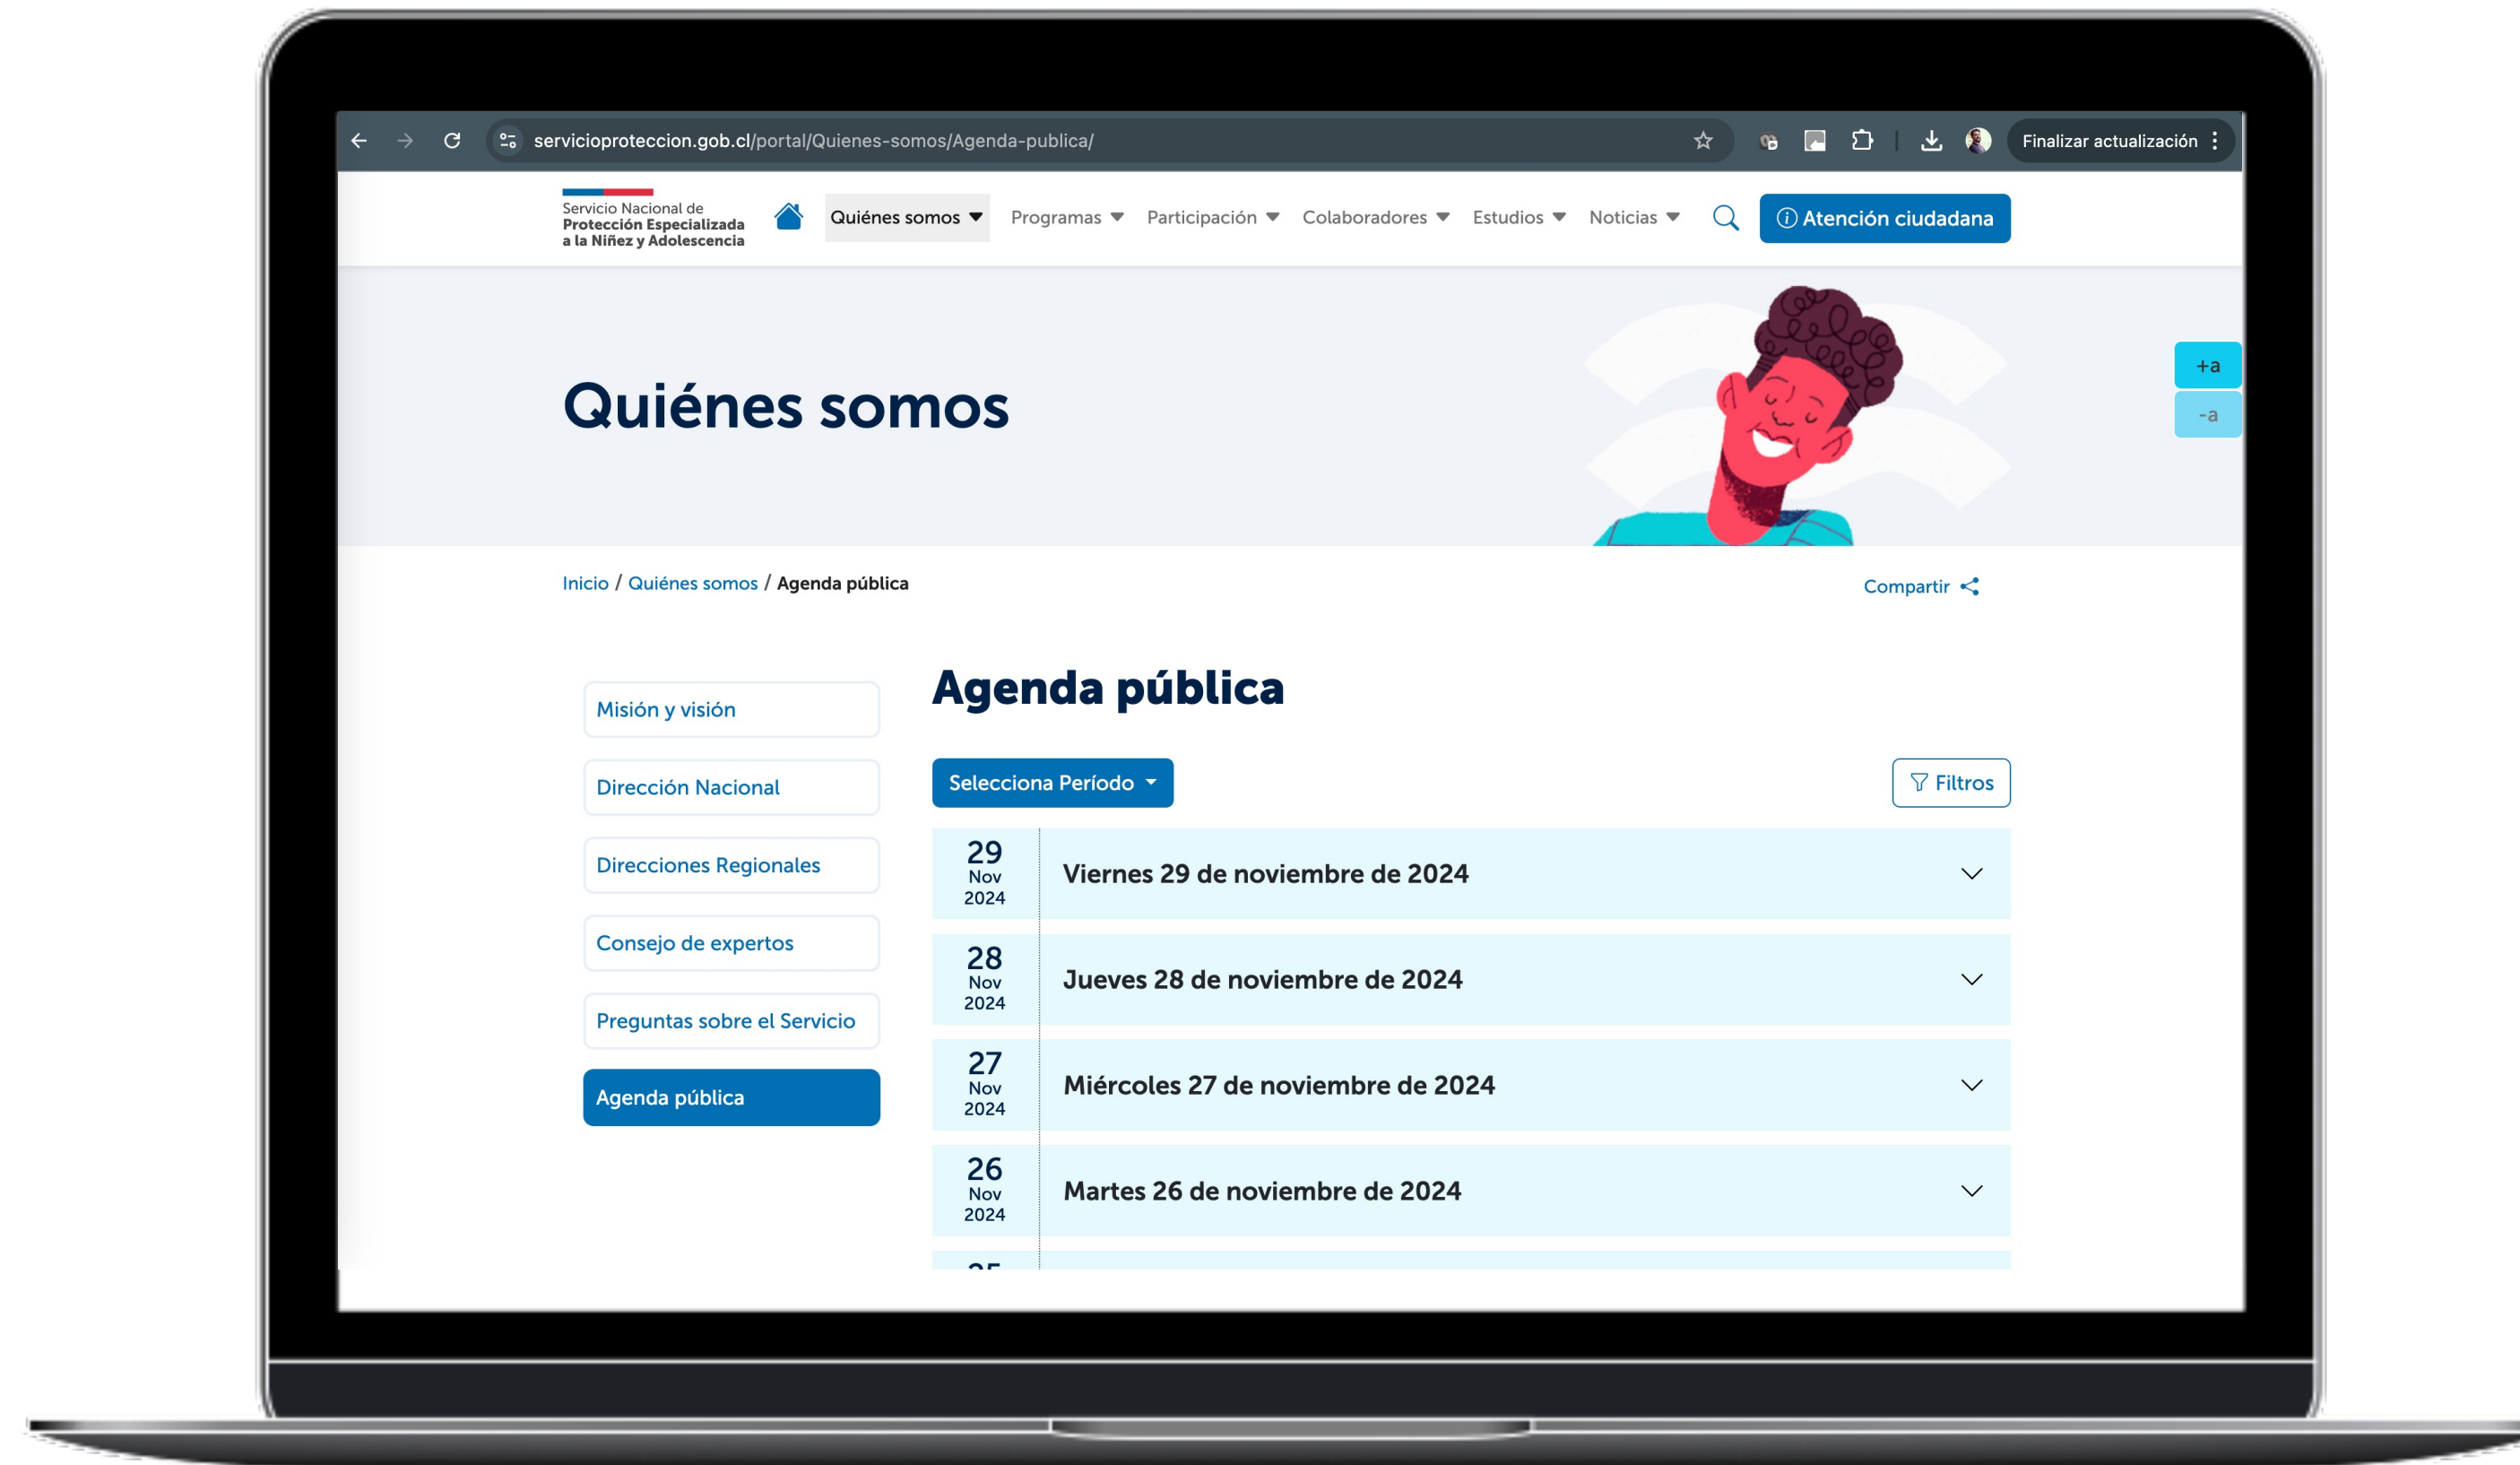 servicioproteccion.gob.cl/portal/Quienes-somos/Agenda-publica/
Finalizar actualización
Servicio Nacional de
Protección Especializada
a la Niñez y Adolescencia
Quiénes somos
Programas
Participación
Colaboradores
Estudios
Noticias
Atención ciudadana
Quiénes somos
+a
-a
Inicio / Quiénes somos / Agenda pública
Compartir
Misión y visión
Dirección Nacional
Direcciones Regionales
Consejo de expertos
Preguntas sobre el Servicio
Agenda pública
Agenda pública
Selecciona Período
Filtros
29
Nov
2024
Viernes 29 de noviembre de 2024
28
Nov
2024
Jueves 28 de noviembre de 2024
27
Nov
2024
Miércoles 27 de noviembre de 2024
26
Nov
2024
Martes 26 de noviembre de 2024